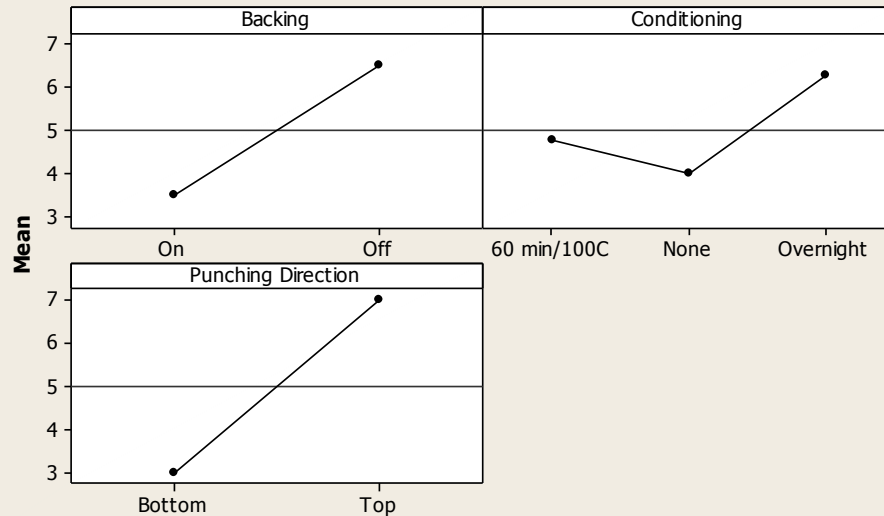 Backing
Conditioning
7
6
5
4
3
On
Off
60 min/100C
None
Overnight
Mean
Punching Direction
7
6
5
4
3
Bottom
Top